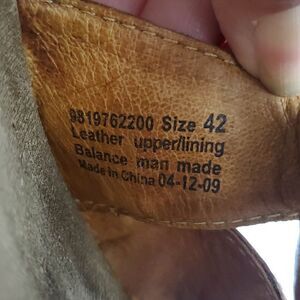 9819762200 Size 42
Leather upper/lining
Balance man made
Made in China 04-12-09